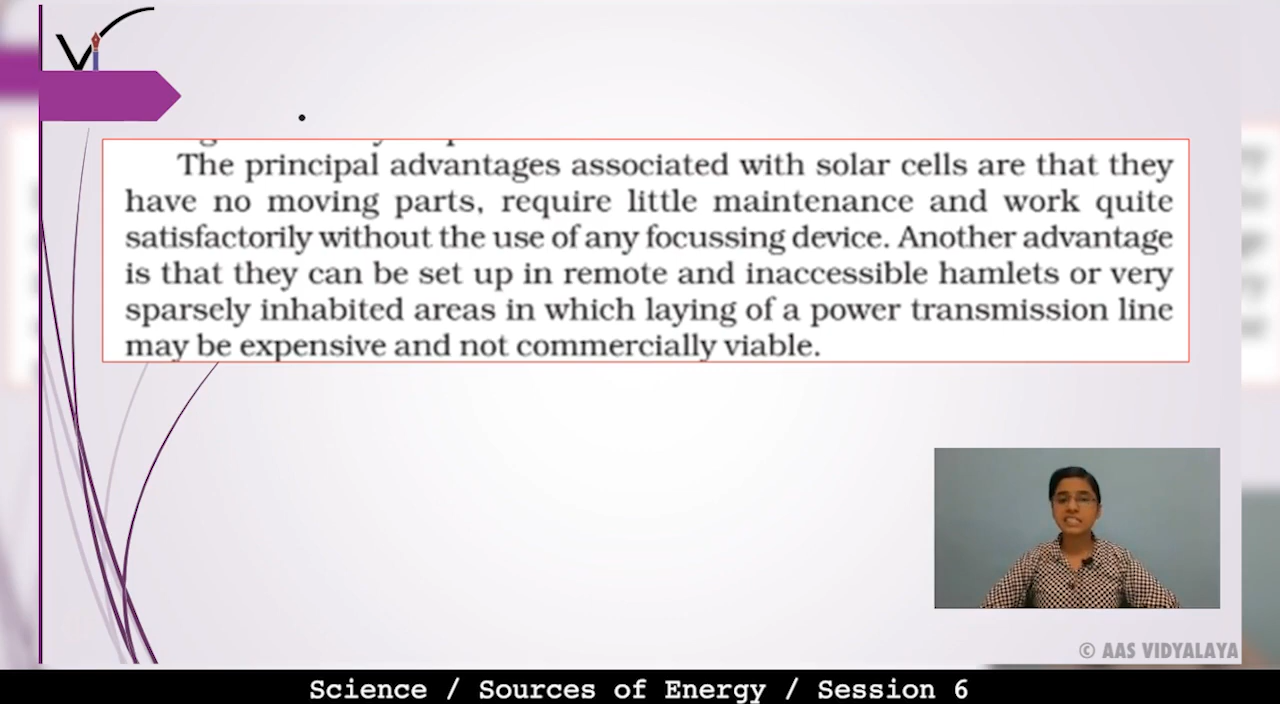 Vi
The principal advantages associated with solar cells are that they
have no moving parts, require little maintenance and work quite
satisfactorily without the use of any focussing device. Another advantage
is that they can be set up in remote and inaccessible hamlets or very
sparsely inhabited areas in which laying of a power transmission line
may be expensive and not commercially viable.
© AAS VIDYALAYA
Science / Sources of Energy / Session 6